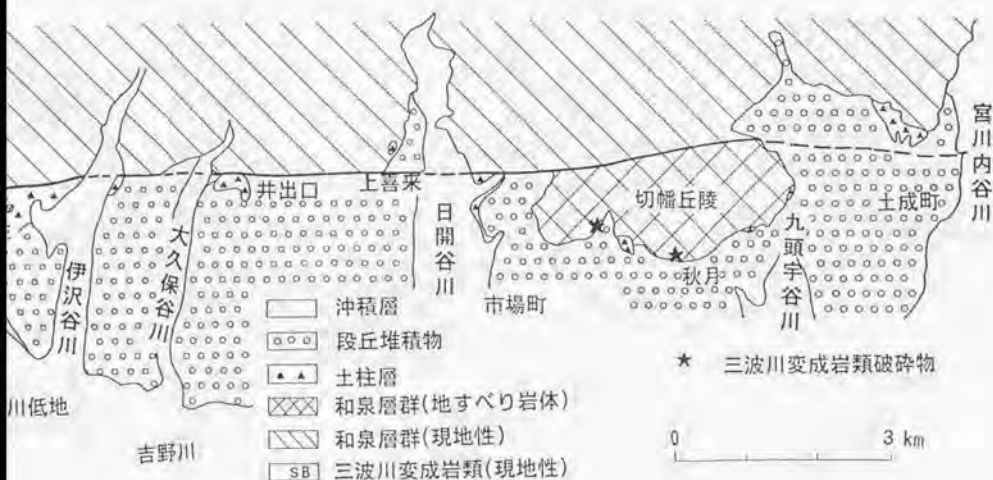 宮川内谷川
切幡丘陵
土成町
井出口
上喜来
日開谷川
九頭宇谷川
大久保谷川
伊沢谷川
秋月
市場町
沖積層
段丘堆積物
土柱層
和泉層群(地すべり岩体)
和泉層群(現地性)
SB 三波川変成岩類(現地性)
★ 三波川変成岩類破砕物
川低地
吉野川
0 3 km